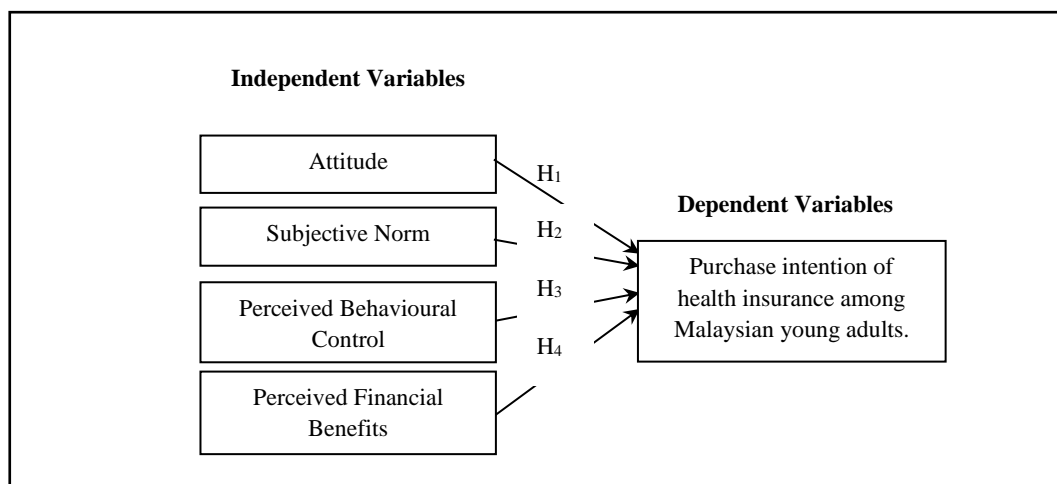 Independent Variables
Attitude
H1
Subjective Norm
H2
Perceived Behavioural
Control
H3
Perceived Financial
Benefits
H4
Dependent Variables
Purchase intention of
health insurance among
Malaysian young adults.